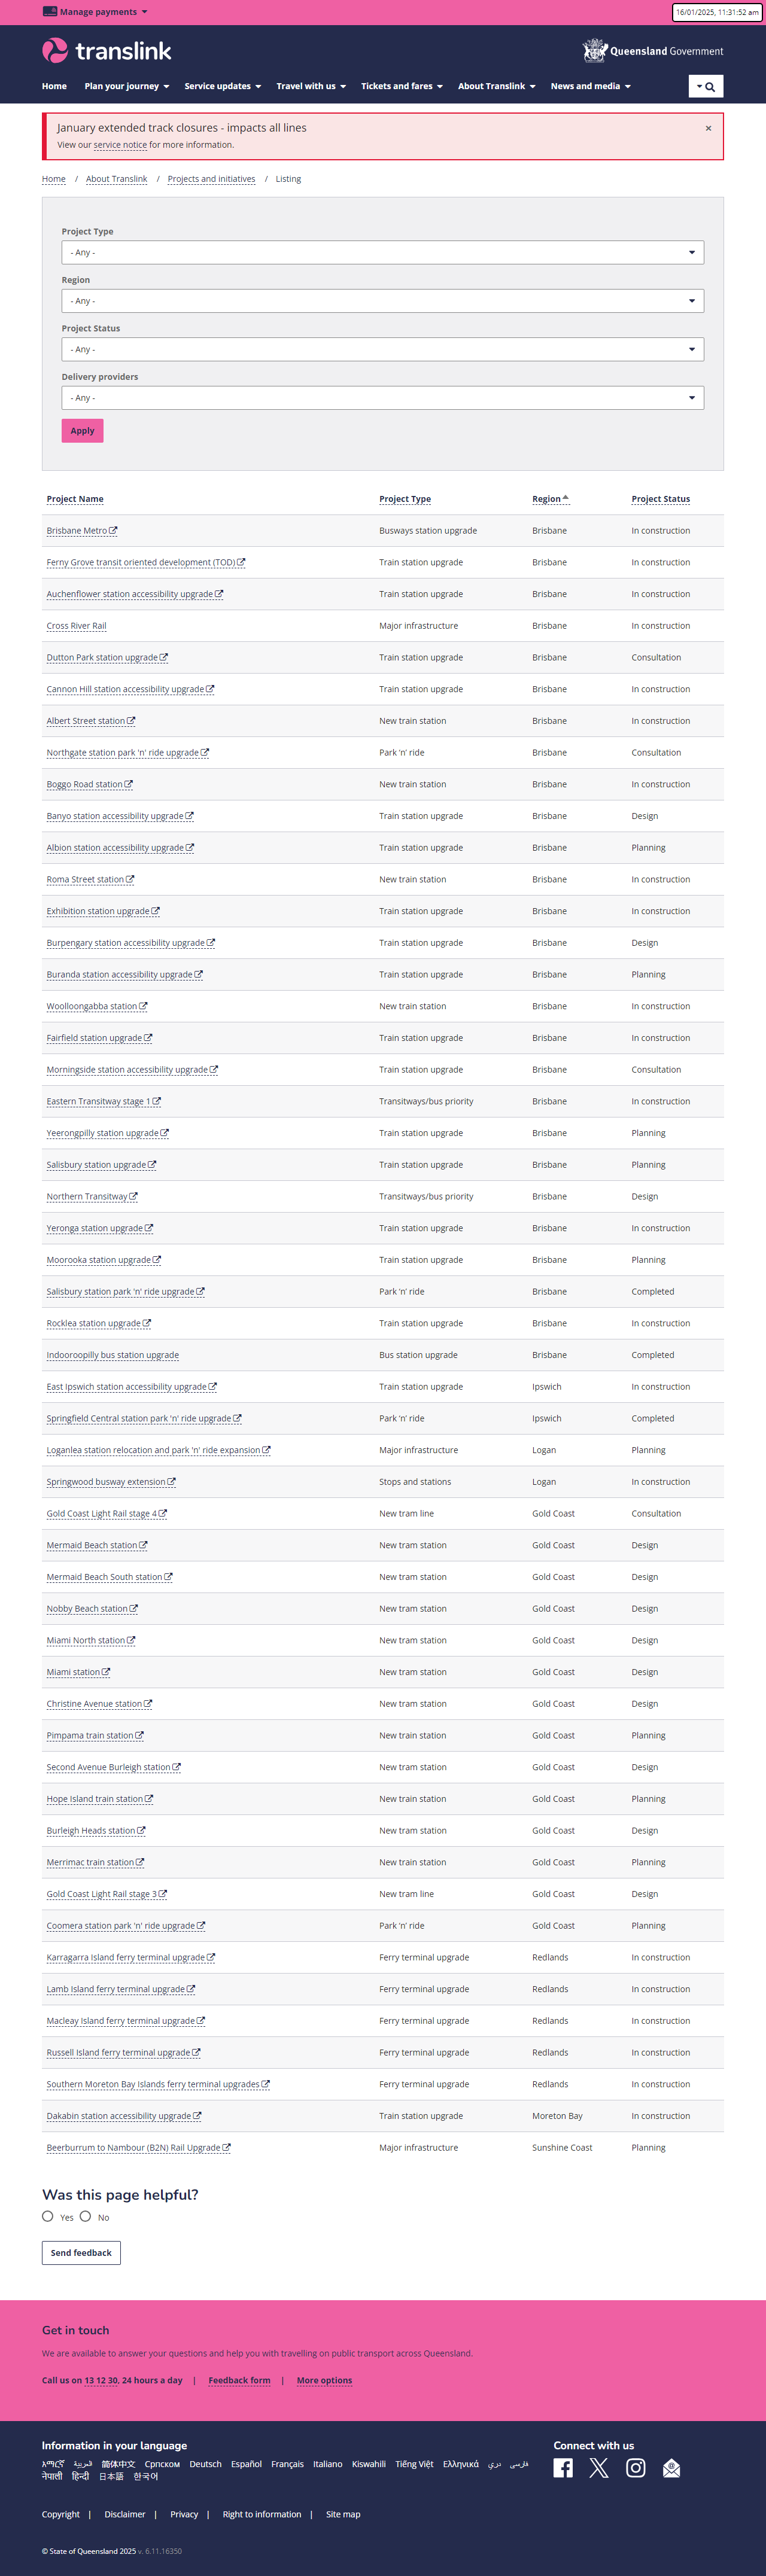 Manage payments
16/01/2025, 11:31:52 am
translink
Queensland Government
Home Plan your journey Service updates Travel with us Tickets and fares About Translink News and media
January extended track closures - impacts all lines ×
View our service notice for more information.
Home / About Translink / Projects and initiatives / Listing
Project Type
- Any -
Region
- Any -
Project Status
- Any -
Delivery providers
- Any -
Apply
Project Name Project Type Region Project Status
Brisbane Metro Busways station upgrade Brisbane In construction
Ferny Grove transit oriented development (TOD) Train station upgrade Brisbane In construction
Auchenflower station accessibility upgrade Train station upgrade Brisbane In construction
Cross River Rail Major infrastructure Brisbane In construction
Dutton Park station upgrade Train station upgrade Brisbane Consultation
Cannon Hill station accessibility upgrade Train station upgrade Brisbane In construction
Albert Street station New train station Brisbane In construction
Northgate station park 'n' ride upgrade Park 'n' ride Brisbane Consultation
Boggo Road station New train station Brisbane In construction
Banyo station accessibility upgrade Train station upgrade Brisbane Design
Albion station accessibility upgrade Train station upgrade Brisbane Planning
Roma Street station New train station Brisbane In construction
Exhibition station upgrade Train station upgrade Brisbane In construction
Burpengary station accessibility upgrade Train station upgrade Brisbane Design
Buranda station accessibility upgrade Train station upgrade Brisbane Planning
Woolloongabba station New train station Brisbane In construction
Fairfield station upgrade Train station upgrade Brisbane In construction
Morningside station accessibility upgrade Train station upgrade Brisbane Consultation
Eastern Transitway stage 1 Transitways/bus priority Brisbane In construction
Yeerongpilly station upgrade Train station upgrade Brisbane Planning
Salisbury station upgrade Train station upgrade Brisbane Planning
Northern Transitway Transitways/bus priority Brisbane Design
Yeronga station upgrade Train station upgrade Brisbane In construction
Moorooka station upgrade Train station upgrade Brisbane Planning
Salisbury station park 'n' ride upgrade Park 'n' ride Brisbane Completed
Rocklea station upgrade Train station upgrade Brisbane In construction
Indooroopilly bus station upgrade Bus station upgrade Brisbane Completed
East Ipswich station accessibility upgrade Train station upgrade Ipswich In construction
Springfield Central station park 'n' ride upgrade Park 'n' ride Ipswich Completed
Loganlea station relocation and park 'n' ride expansion Major infrastructure Logan Planning
Springwood busway extension Stops and stations Logan In construction
Gold Coast Light Rail stage 4 New tram line Gold Coast Consultation
Mermaid Beach station New tram station Gold Coast Design
Mermaid Beach South station New tram station Gold Coast Design
Nobby Beach station New tram station Gold Coast Design
Miami North station New tram station Gold Coast Design
Miami station New tram station Gold Coast Design
Christine Avenue station New tram station Gold Coast Design
Pimpama train station New train station Gold Coast Planning
Second Avenue Burleigh station New tram station Gold Coast Design
Hope Island train station New train station Gold Coast Planning
Burleigh Heads station New tram station Gold Coast Design
Merrimac train station New train station Gold Coast Planning
Gold Coast Light Rail stage 3 New tram line Gold Coast Design
Coomera station park 'n' ride upgrade Park 'n' ride Gold Coast Planning
Karragarra Island ferry terminal upgrade Ferry terminal upgrade Redlands In construction
Lamb Island ferry terminal upgrade Ferry terminal upgrade Redlands In construction
Macleay Island ferry terminal upgrade Ferry terminal upgrade Redlands In construction
Russell Island ferry terminal upgrade Ferry terminal upgrade Redlands In construction
Southern Moreton Bay Islands ferry terminal upgrades Ferry terminal upgrade Redlands In construction
Dakabin station accessibility upgrade Train station upgrade Moreton Bay In construction
Beerburrum to Nambour (B2N) Rail Upgrade Major infrastructure Sunshine Coast Planning
Was this page helpful?
Yes No
Send feedback
Get in touch
We are available to answer your questions and help you with travelling on public transport across Queensland.
Call us on 13 12 30, 24 hours a day | Feedback form | More options
Information in your language Connect with us
አማርኛ العربية 简体中文 Српском Deutsch Español Français Italiano Kiswahili Tiếng Việt Ελληνικά دری فارسی
नेपाली हिन्दी 日本語 한국어
Copyright | Disclaimer | Privacy | Right to information | Site map
© State of Queensland 2025 v. 6.11.16350